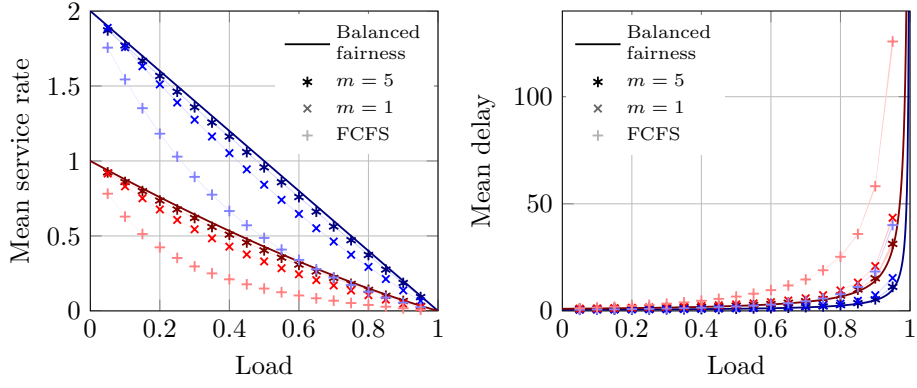 2
1.5
1
0.5
0
0
0.2
0.4
0.6
0.8
1
Load
Mean service rate
Balanced
fairness
m = 5
m = 1
FCFS
100
50
0
0
0.2
0.4
0.6
0.8
1
Load
Mean delay
Balanced
fairness
m = 5
m = 1
FCFS